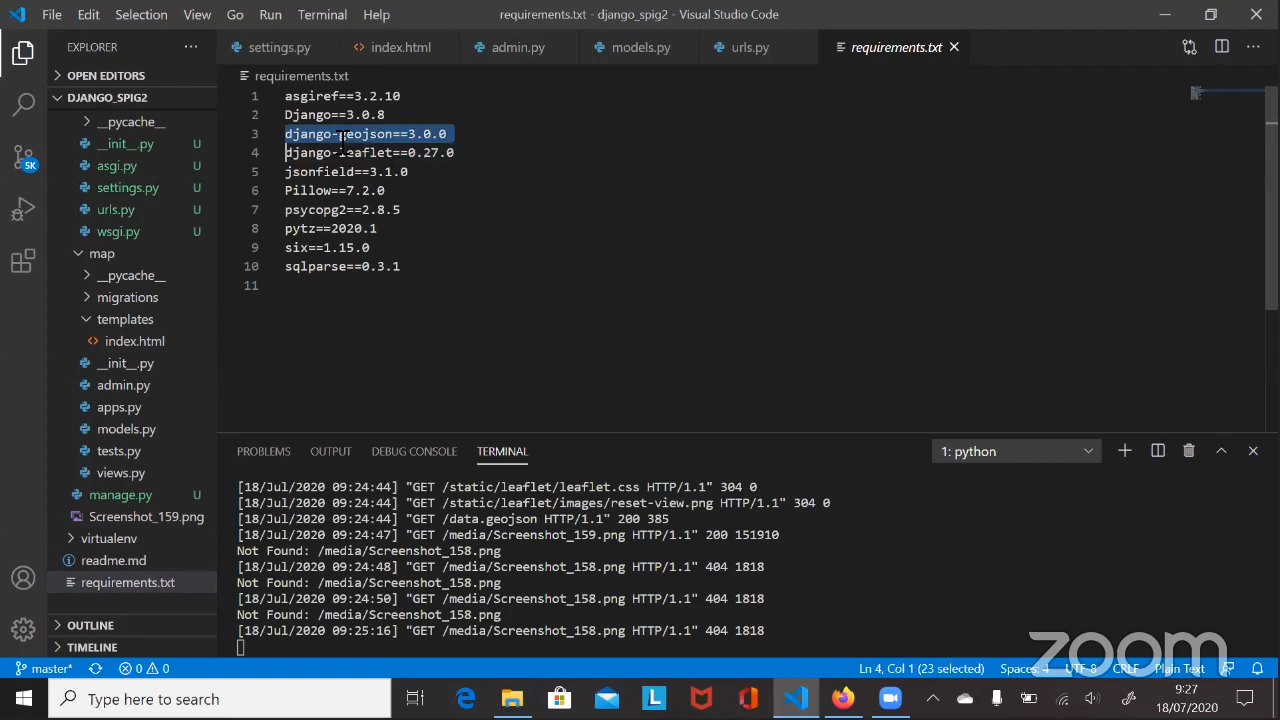 File Edit Selection View Go Run Terminal Help
requirements.txt - django_spig2 - Visual Studio Code
EXPLORER
settings.py
index.html
admin.py
models.py
urls.py
requirements.txt
OPEN EDITORS
DJANGO_SPIG2
__pycache__
__init__.py U
asgi.py U
settings.py U
urls.py U
wsgi.py U
map
__pycache__
migrations
templates
index.html
__init__.py
admin.py
apps.py
models.py
tests.py
views.py
manage.py U
Screenshot_159.png
virtualenv
readme.md
requirements.txt
OUTLINE
TIMELINE
5K
requirements.txt
1 asgiref==3.2.10
2 Django==3.0.8
3 django-geojson==3.0.0
4 django-leaflet==0.27.0
5 jsonfield==3.1.0
6 Pillow==7.2.0
7 psycopg2==2.8.5
8 pytz==2020.1
9 six==1.15.0
10 sqlparse==0.3.1
11
PROBLEMS OUTPUT DEBUG CONSOLE TERMINAL
1: python
[18/Jul/2020 09:24:44] "GET /static/leaflet/leaflet.css HTTP/1.1" 304 0
[18/Jul/2020 09:24:44] "GET /static/leaflet/images/reset-view.png HTTP/1.1" 304 0
[18/Jul/2020 09:24:44] "GET /data.geojson HTTP/1.1" 200 385
[18/Jul/2020 09:24:47] "GET /media/Screenshot_159.png HTTP/1.1" 200 151910
Not Found: /media/Screenshot_158.png
[18/Jul/2020 09:24:48] "GET /media/Screenshot_158.png HTTP/1.1" 404 1818
Not Found: /media/Screenshot_158.png
[18/Jul/2020 09:24:50] "GET /media/Screenshot_158.png HTTP/1.1" 404 1818
Not Found: /media/Screenshot_158.png
[18/Jul/2020 09:25:16] "GET /media/Screenshot_158.png HTTP/1.1" 404 1818
zoom
master* 0 0
Ln 4, Col 1 (23 selected) Spaces: 4 UTF-8 CRLF Plain Text
Type here to search
9:27
18/07/2020